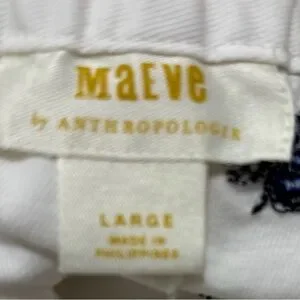 MaEVe
by ANTHROPOLOGIE
LARGE
MADE IN
PHILIPPINES